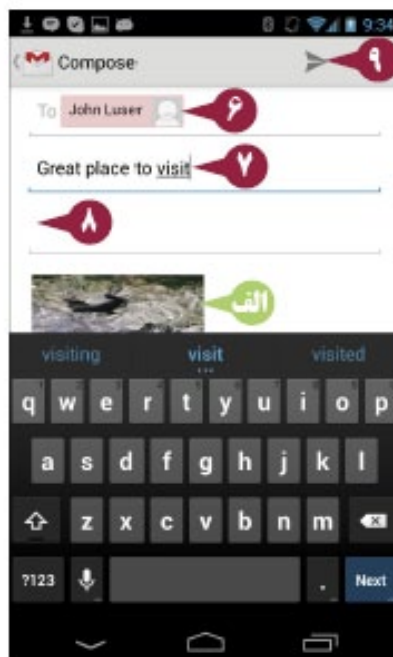 9:34
Compose
۹
To John Luser
۶
Great place to visit
۷
۸
الف
visiting visit visited
q w e r t y u i o p
a s d f g h j k l
z x c v b n m
?123 . Next